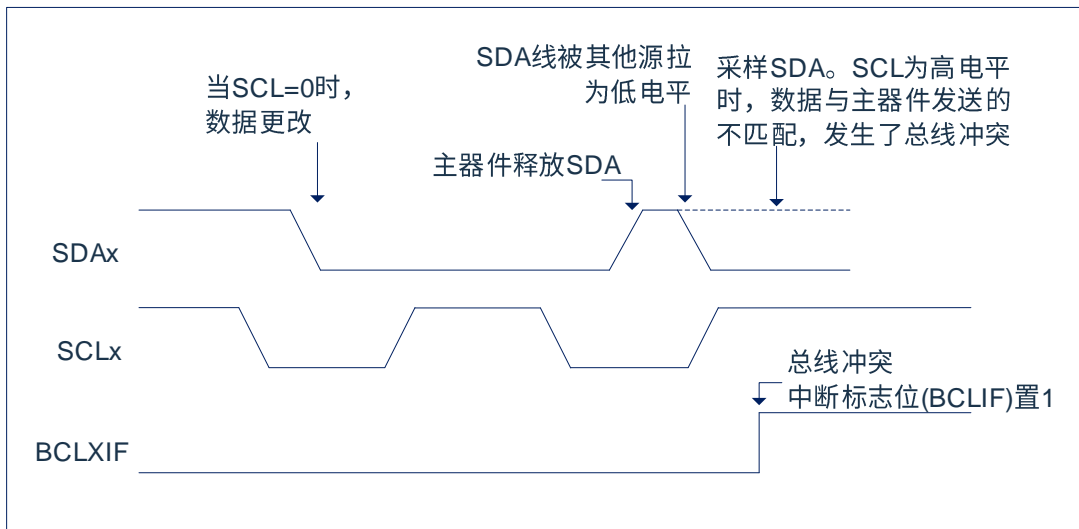 当SCL=0时，
数据更改
SDA线被其他源拉
为低电平
采样SDA。SCL为高电平
时，数据与主器件发送的
不匹配，发生了总线冲突
主器件释放SDA
SDAx
SCLx
总线冲突
中断标志位(BCLIF)置1
BCLXIF